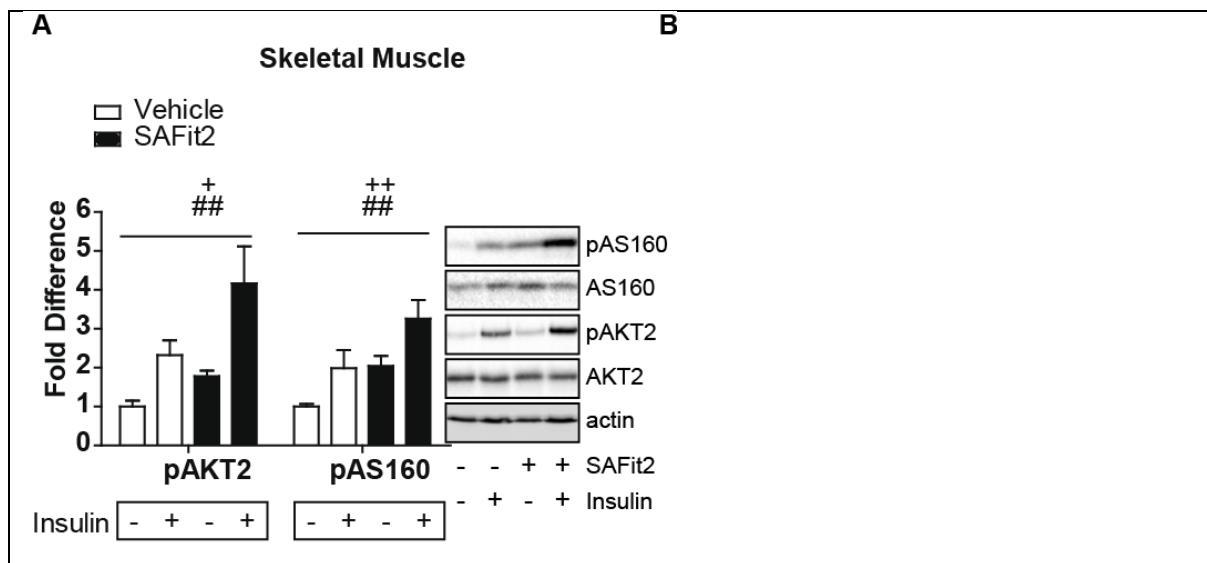 A
B
Skeletal Muscle
Vehicle
SAFit2
+
##
++
##
Fold Difference
6
5
4
3
2
1
0
pAKT2
pAS160
Insulin - + - + - + - +
pAS160
AS160
pAKT2
AKT2
actin
- - + + SAFit2
- + - + Insulin